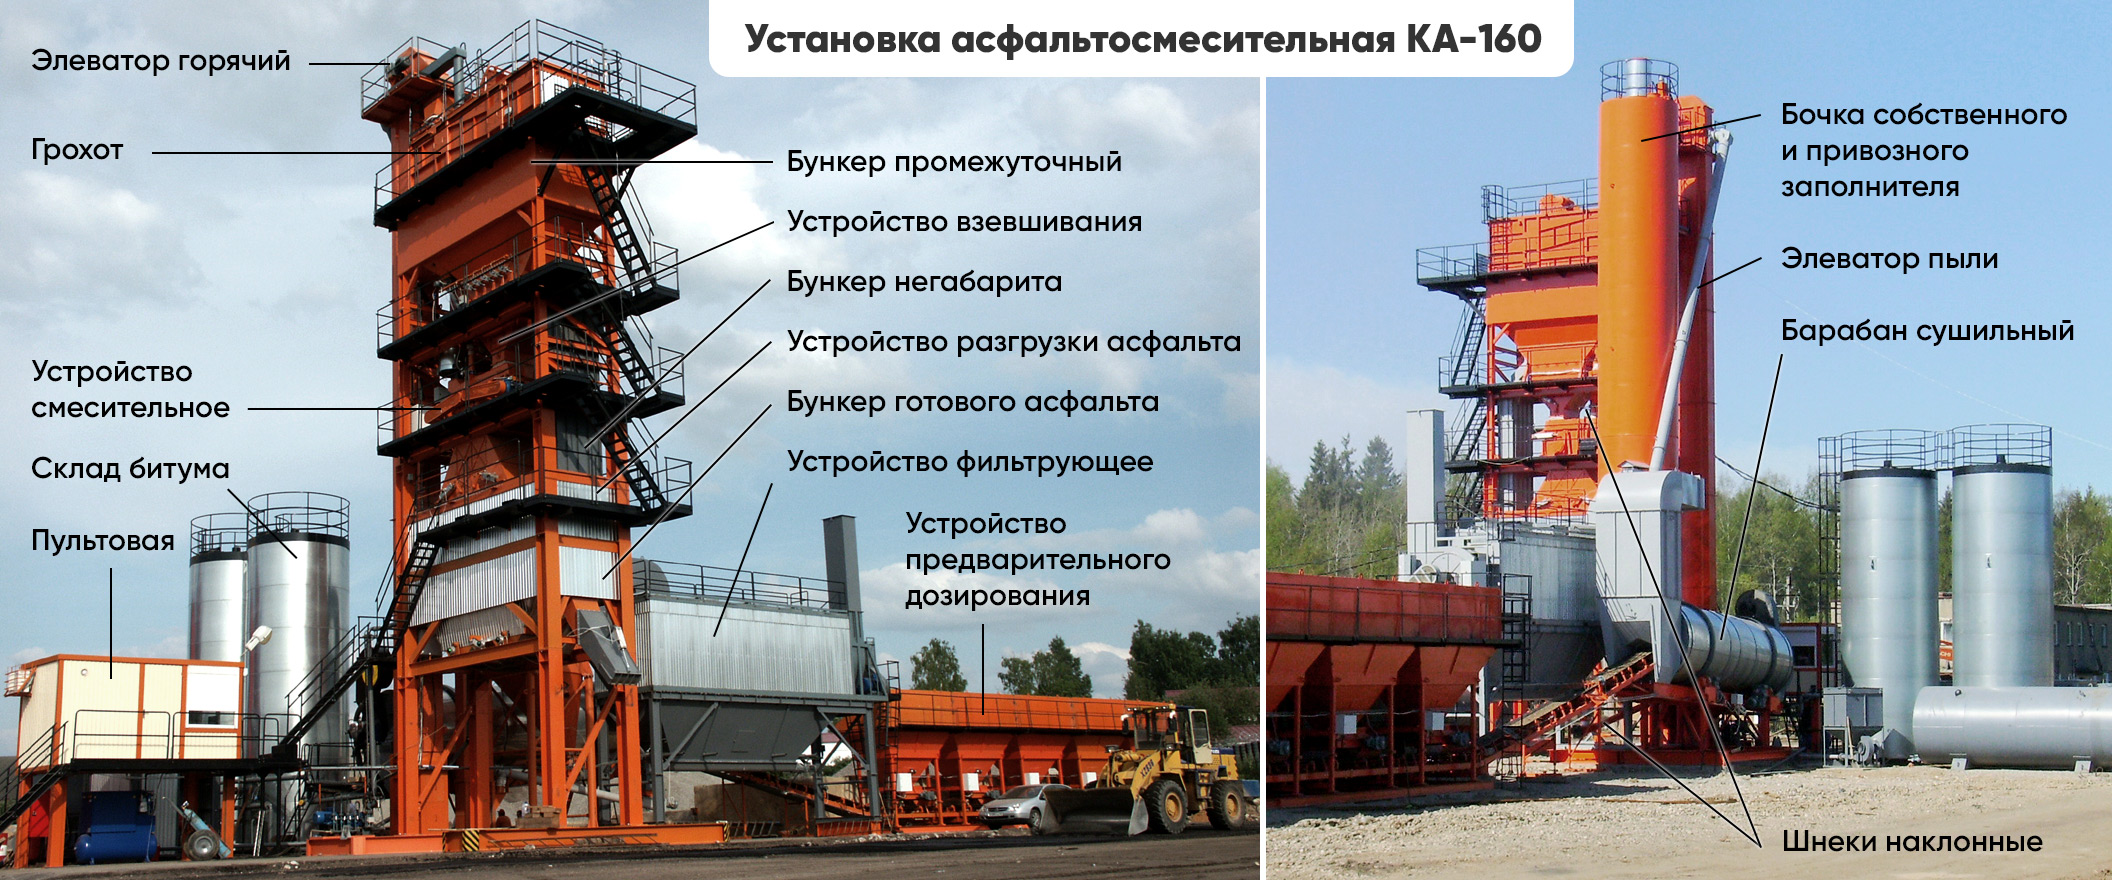 Установка асфальтосмесительная КА-160
Элеватор горячий
Грохот
Устройство
смесительное
Склад битума
Пультовая
Бункер промежуточный
Устройство взевшивания
Бункер негабарита
Устройство разгрузки асфальта
Бункер готового асфальта
Устройство фильтрующее
Устройство
предварительного
дозирования
Бочка собственного
и привозного
заполнителя
Элеватор пыли
Барабан сушильный
Шнеки наклонные